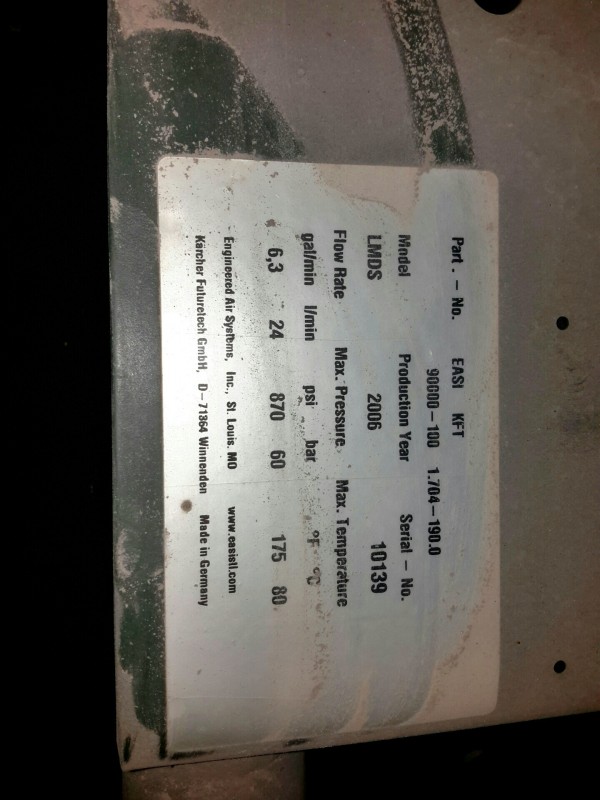 Part . – No. EASI KFT
90600–100 1.704–190.0
Model Production Year Serial – No.
LMDS 2006 10139
Flow Rate Max. Pressure Max. Temperature
gal/min l/min psi bar °F °C
6,3 24 870 60 175 80
Engineered Air Systems, Inc., St. Louis, MO www.easistl.com
Kärcher Futuretech GmbH, D–71364 Winnenden Made in Germany